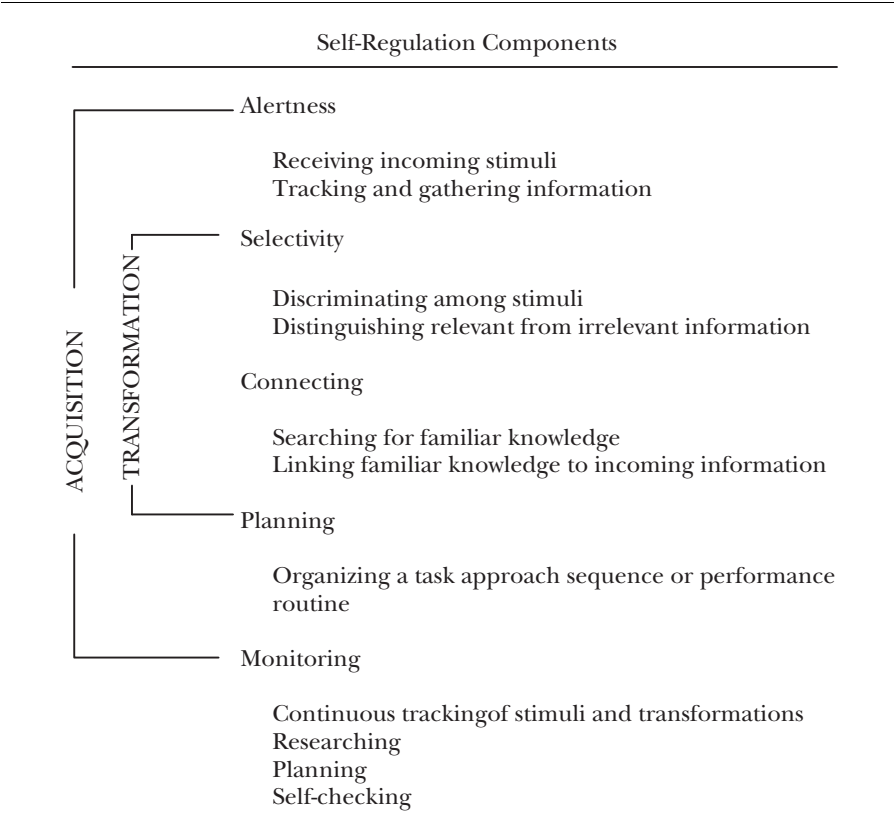 Self-Regulation Components
Alertness
Receiving incoming stimuli
Tracking and gathering information
Selectivity
Discriminating among stimuli
Distinguishing relevant from irrelevant information
Connecting
Searching for familiar knowledge
Linking familiar knowledge to incoming information
Planning
Organizing a task approach sequence or performance
routine
Monitoring
Continuous trackingof stimuli and transformations
Researching
Planning
Self-checking
ACQUISITION
TRANSFORMATION